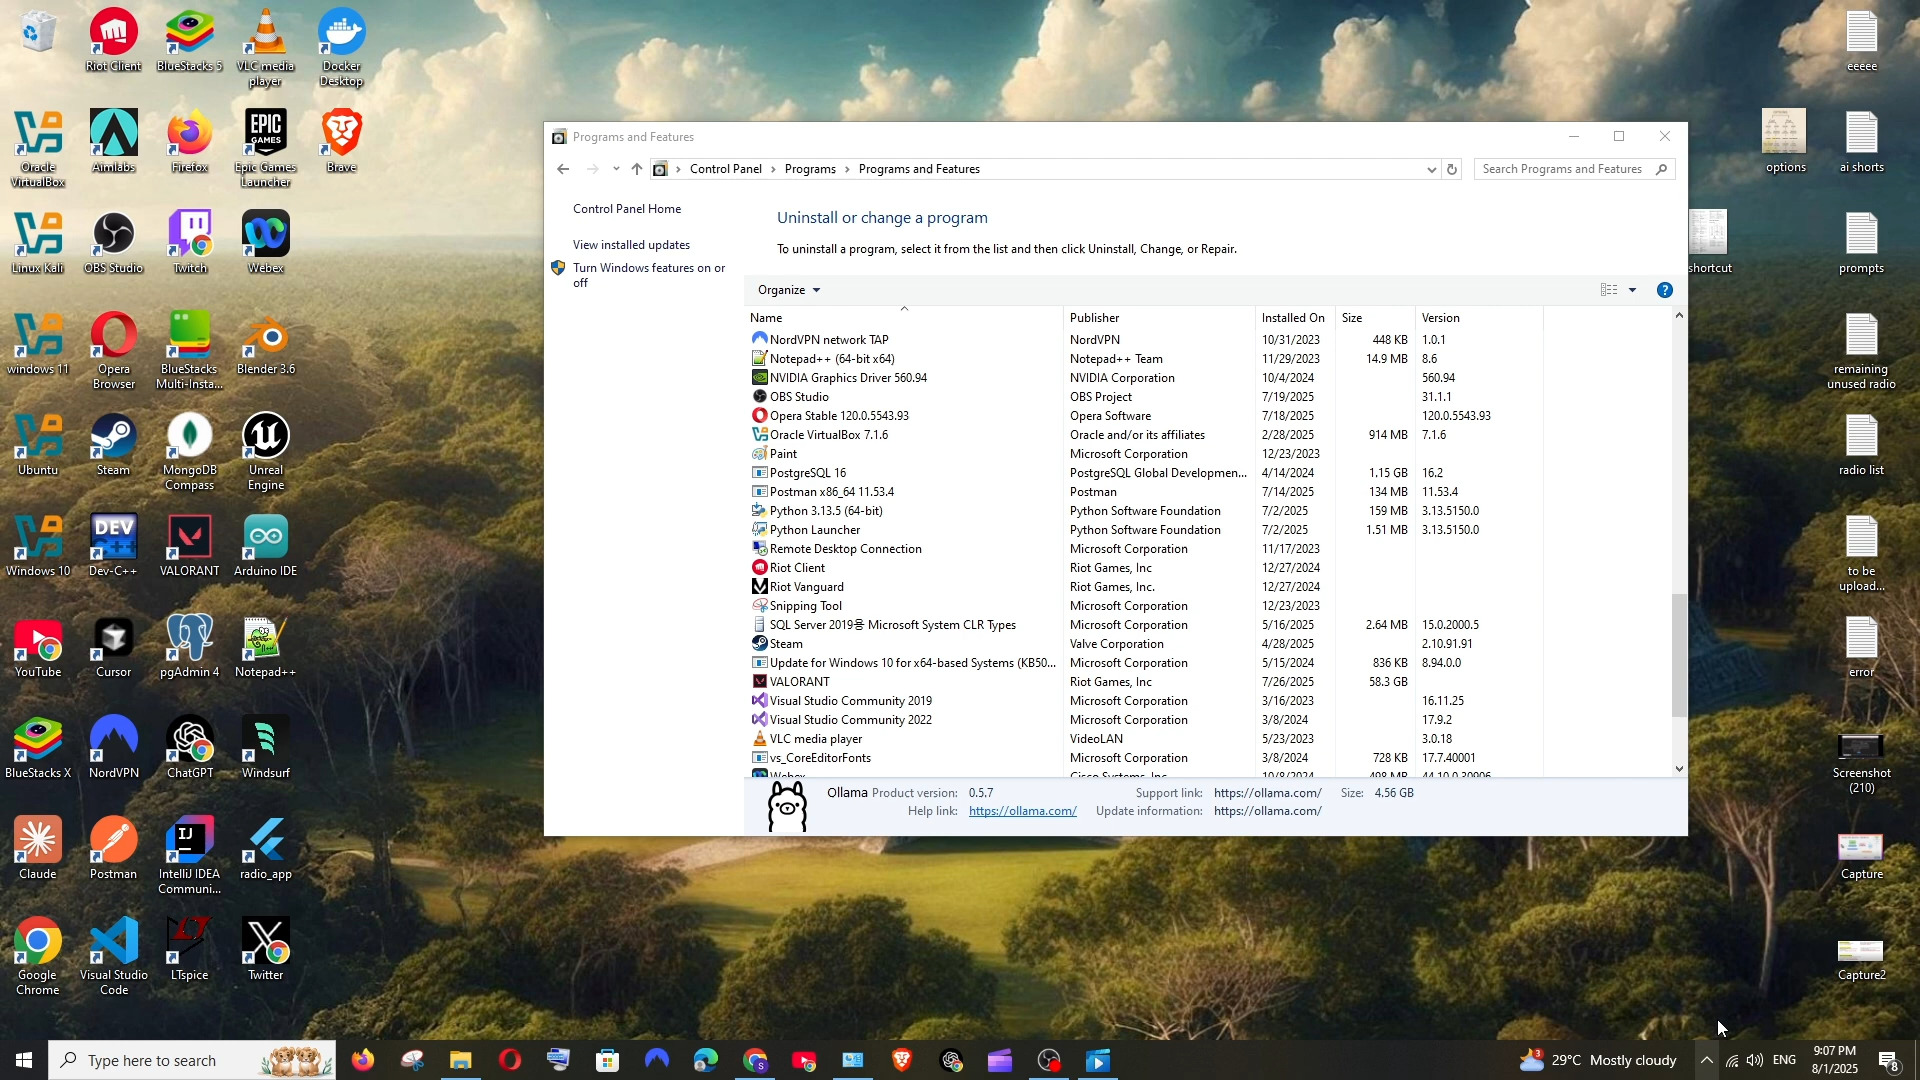 Riot Client
BlueStacks 5
VLC media
player
Docker
Desktop
Oracle
VirtualBox
Aimlabs
Firefox
EPIC
GAMES
Epic Games
Launcher
Brave
Linux Kali
OBS Studio
Twitch
Webex
windows 11
Opera
Browser
BlueStacks
Multi-Insta...
Blender 3.6
Ubuntu
Steam
MongoDB
Compass
Unreal
Engine
Windows 10
DEV
C++
Dev-C++
VALORANT
Arduino IDE
YouTube
Cursor
pgAdmin 4
Notepad++
BlueStacks X
NordVPN
ChatGPT
Windsurf
Claude
Postman
IJ
IntelliJ IDEA
Communi...
radio_app
Google
Chrome
Visual Studio
Code
LT
LTspice
Twitter
Programs and Features
Control Panel
Programs
Programs and Features
Search Programs and Features
Control Panel Home
View installed updates
Turn Windows features on or
off
Uninstall or change a program
To uninstall a program, select it from the list and then click Uninstall, Change, or Repair.
Organize
Name Publisher Installed On Size Version
NordVPN network TAP NordVPN 10/31/2023 448 KB 1.0.1
Notepad++ (64-bit x64) Notepad++ Team 11/29/2023 14.9 MB 8.6
NVIDIA Graphics Driver 560.94 NVIDIA Corporation 10/4/2024 560.94
OBS Studio OBS Project 7/19/2025 31.1.1
Opera Stable 120.0.5543.93 Opera Software 7/18/2025 120.0.5543.93
Oracle VirtualBox 7.1.6 Oracle and/or its affiliates 2/28/2025 914 MB 7.1.6
Paint Microsoft Corporation 12/23/2023
PostgreSQL 16 PostgreSQL Global Developmen... 4/14/2024 1.15 GB 16.2
Postman x86_64 11.53.4 Postman 7/14/2025 134 MB 11.53.4
Python 3.13.5 (64-bit) Python Software Foundation 7/2/2025 159 MB 3.13.5150.0
Python Launcher Python Software Foundation 7/2/2025 1.51 MB 3.13.5150.0
Remote Desktop Connection Microsoft Corporation 11/17/2023
Riot Client Riot Games, Inc 12/27/2024
Riot Vanguard Riot Games, Inc. 12/27/2024
Snipping Tool Microsoft Corporation 12/23/2023
SQL Server 2019용 Microsoft System CLR Types Microsoft Corporation 5/16/2025 2.64 MB 15.0.2000.5
Steam Valve Corporation 4/28/2025 2.10.91.91
Update for Windows 10 for x64-based Systems (KB50... Microsoft Corporation 5/15/2024 836 KB 8.94.0.0
VALORANT Riot Games, Inc 7/26/2025 58.3 GB
Visual Studio Community 2019 Microsoft Corporation 3/16/2023 16.11.25
Visual Studio Community 2022 Microsoft Corporation 3/8/2024 17.9.2
VLC media player VideoLAN 5/23/2023 3.0.18
vs_CoreEditorFonts Microsoft Corporation 3/8/2024 728 KB 17.7.40001
Webex Cisco Systems, Inc 10/8/2024 498 MB 44.10.0.30906
Ollama Product version: 0.5.7 Support link: https://ollama.com/ Size: 4.56 GB
Help link: https://ollama.com/ Update information: https://ollama.com/
eeeee
options
ai shorts
shortcut
prompts
remaining
unused radio
radio list
to be
upload...
error
Screenshot
(210)
Capture
Capture2
Type here to search
3
29°C Mostly cloudy
ENG
9:07 PM
8/1/2025
8